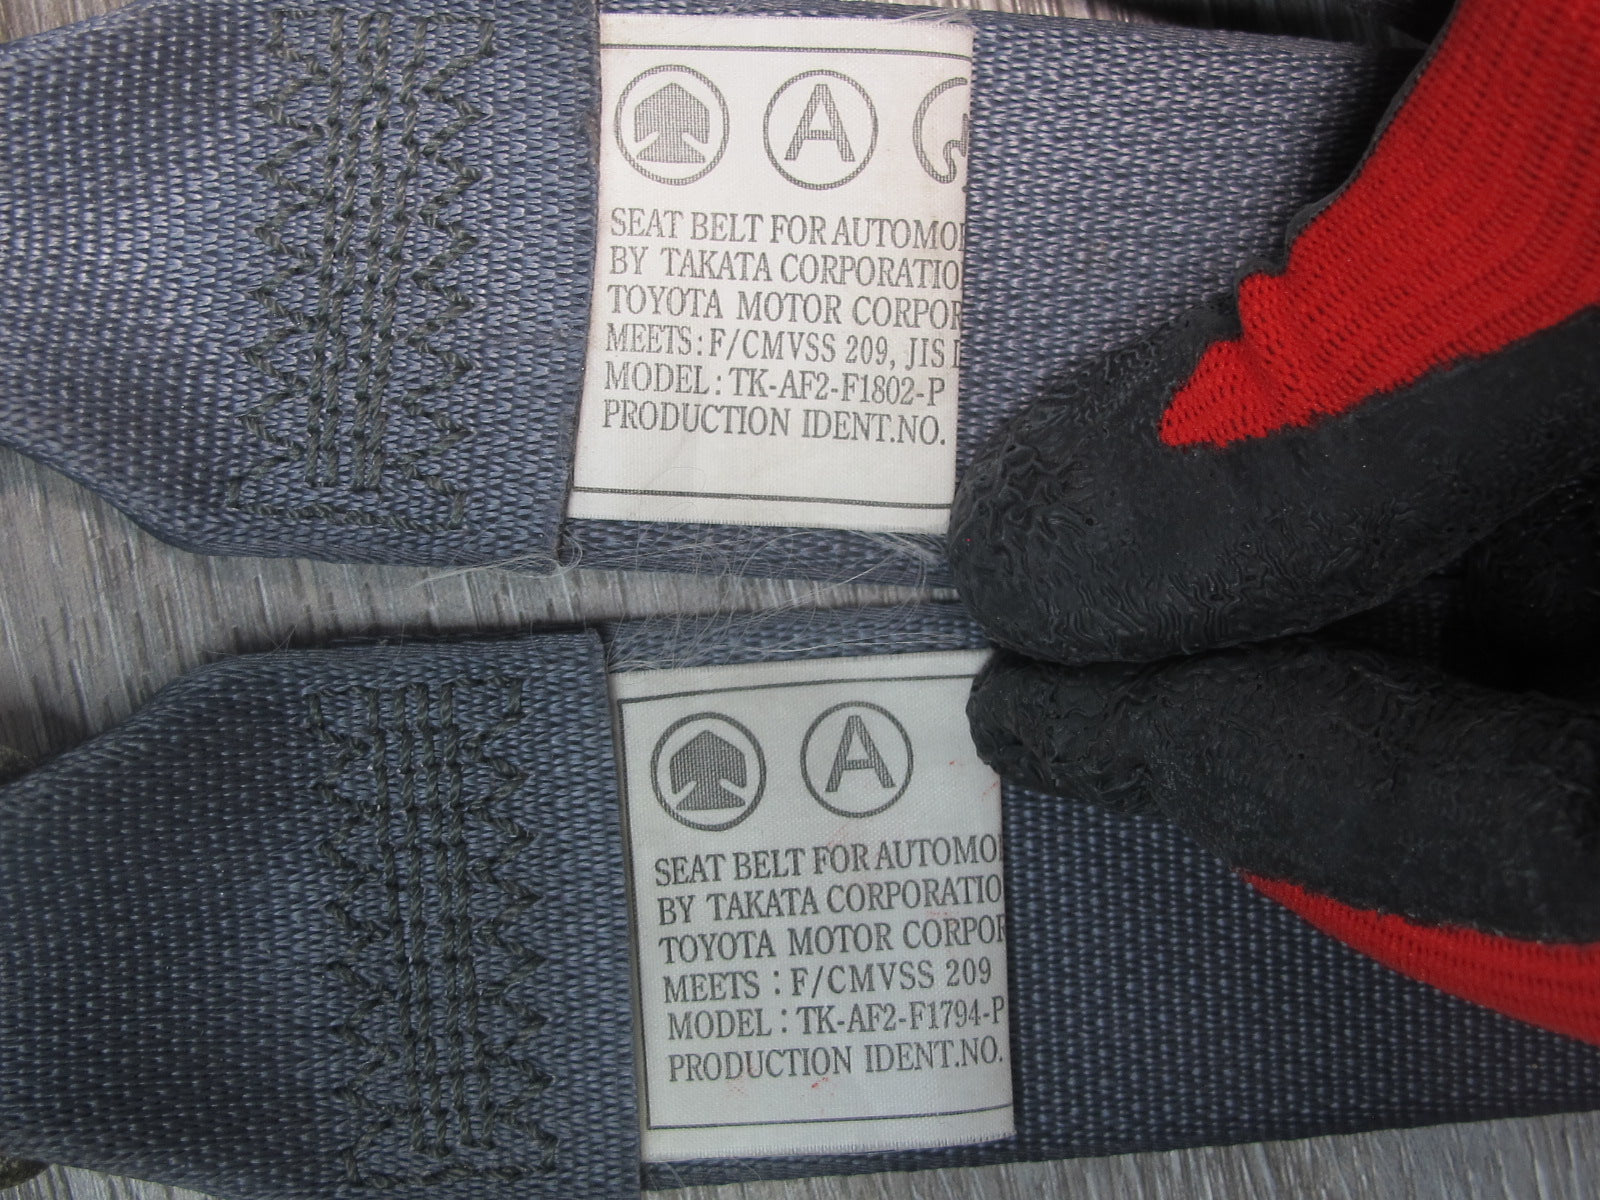 A
SEAT BELT FOR AUTOMO
BY TAKATA CORPORATIO
TOYOTA MOTOR CORPOR
MEETS: F/CMVSS 209, JIS
MODEL: TK-AF2-F1802-P
PRODUCTION IDENT.NO.
A
SEAT BELT FOR AUTOMO
BY TAKATA CORPORATIO
TOYOTA MOTOR CORPOR
MEETS : F/CMVSS 209
MODEL : TK-AF2-F1794-P
PRODUCTION IDENT.NO.